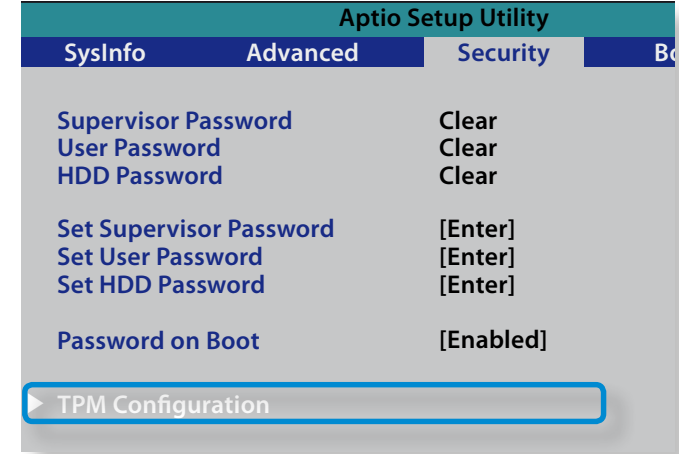 Aptio Setup Utility
SysInfo Advanced Security
Supervisor Password Clear
User Password Clear
HDD Password Clear
Set Supervisor Password [Enter]
Set User Password [Enter]
Set HDD Password [Enter]
Password on Boot [Enabled]
TPM Configuration